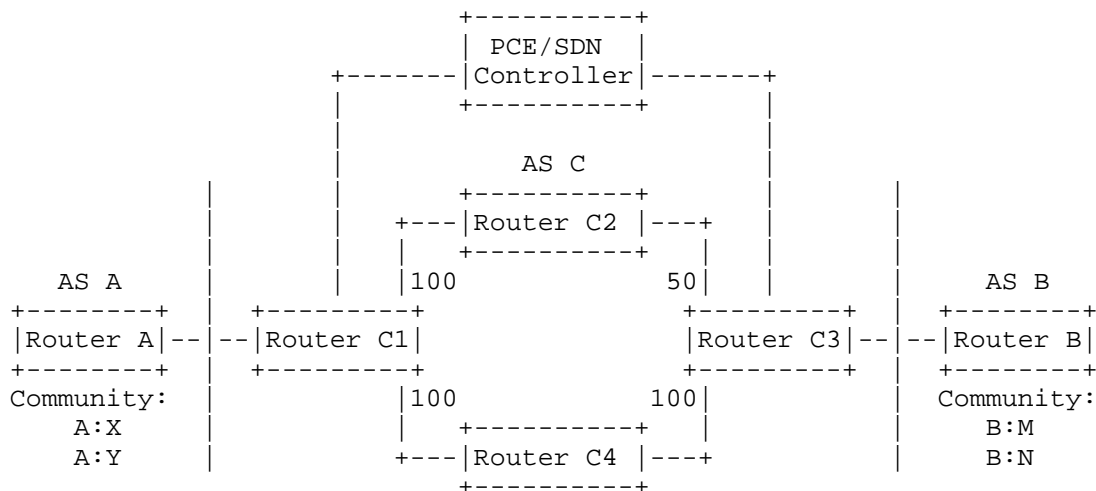 PCE/SDN
Controller
AS C
Router C2
100 50
AS A AS B
Router A Router C1 Router C3 Router B
Community: 100 100 Community:
A:X B:M
A:Y Router C4 B:N